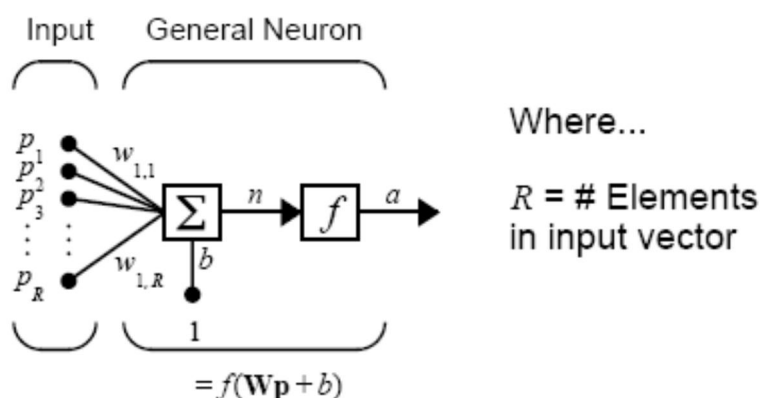 Input General Neuron
Where...
p1
w1,1
p2
p3
Σ n f a
R = # Elements
in input vector
b
w1,R
pR
1
= f(Wp + b)